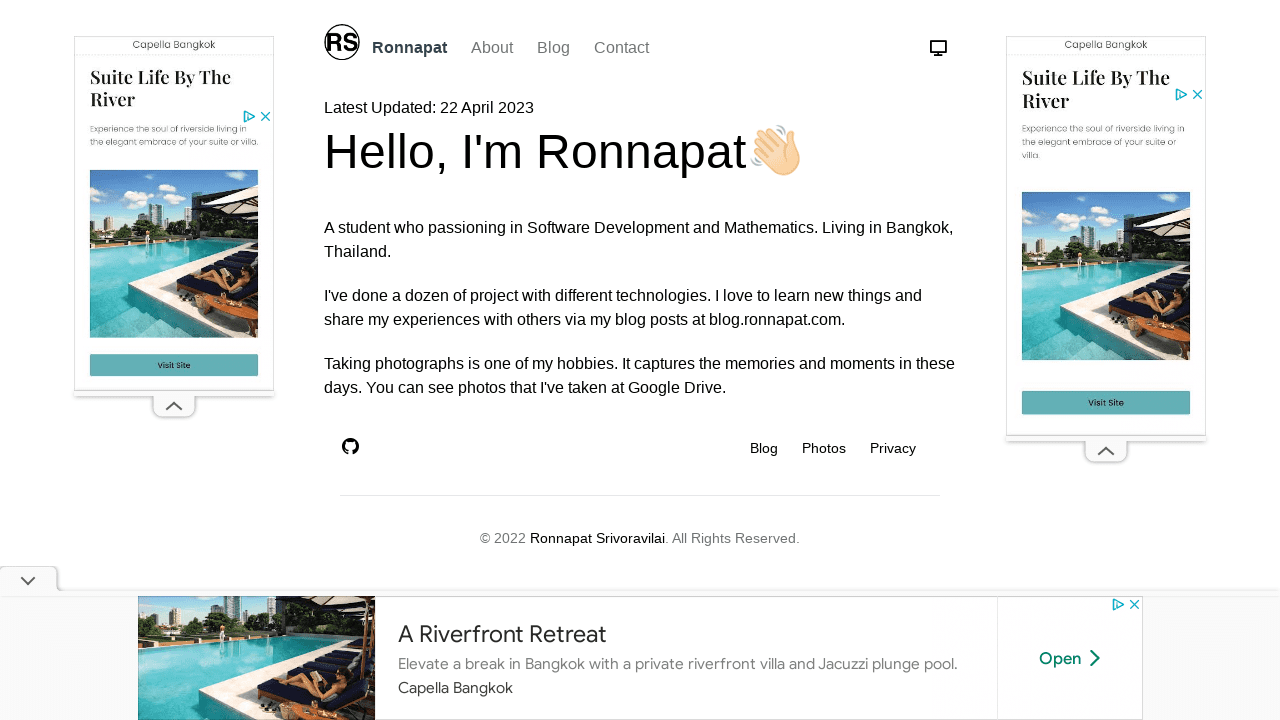 RS
Ronnapat
About
Blog
Contact
Latest Updated: 22 April 2023
Hello, I'm Ronnapat👋🏻
A student who passioning in Software Development and Mathematics. Living in Bangkok,
Thailand.
I've done a dozen of project with different technologies. I love to learn new things and
share my experiences with others via my blog posts at blog.ronnapat.com.
Taking photographs is one of my hobbies. It captures the memories and moments in these
days. You can see photos that I've taken at Google Drive.
Blog
Photos
Privacy
© 2022 Ronnapat Srivoravilai. All Rights Reserved.
Capella Bangkok
Suite Life By The
River
Experience the soul of riverside living in
the elegant embrace of your suite or villa.
Visit Site
Capella Bangkok
Suite Life By The
River
Experience the soul of riverside living in
the elegant embrace of your suite or
villa.
Visit Site
A Riverfront Retreat
Elevate a break in Bangkok with a private riverfront villa and Jacuzzi plunge pool.
Capella Bangkok
Open